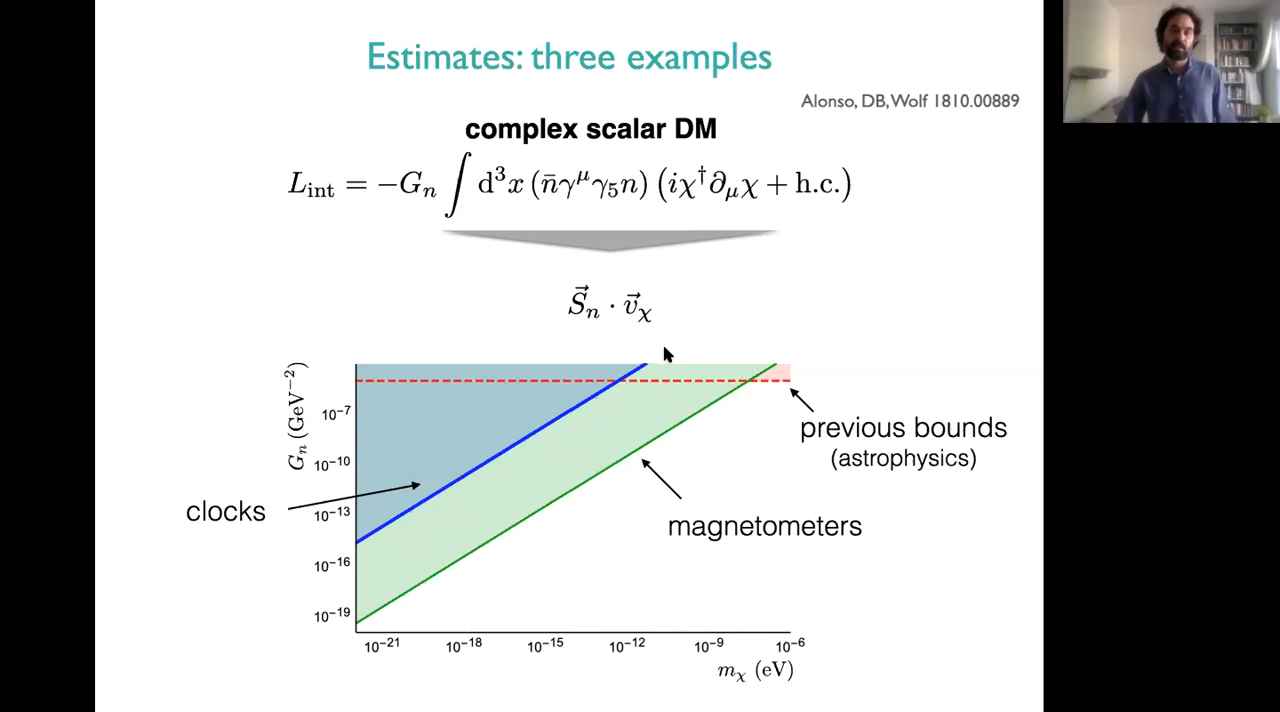 Estimates: three examples
Alonso, DB, Wolf 1810.00889
complex scalar DM
L_int = −G_n ∫ d³x (n̄γ^μγ₅n) (iχ†∂_μχ + h.c.)
S⃗_n · v⃗_χ
G_n (GeV⁻²)
10⁻⁷
10⁻¹⁰
10⁻¹³
10⁻¹⁶
10⁻¹⁹
clocks
previous bounds
(astrophysics)
magnetometers
10⁻²¹ 10⁻¹⁸ 10⁻¹⁵ 10⁻¹² 10⁻⁹ 10⁻⁶
m_χ (eV)